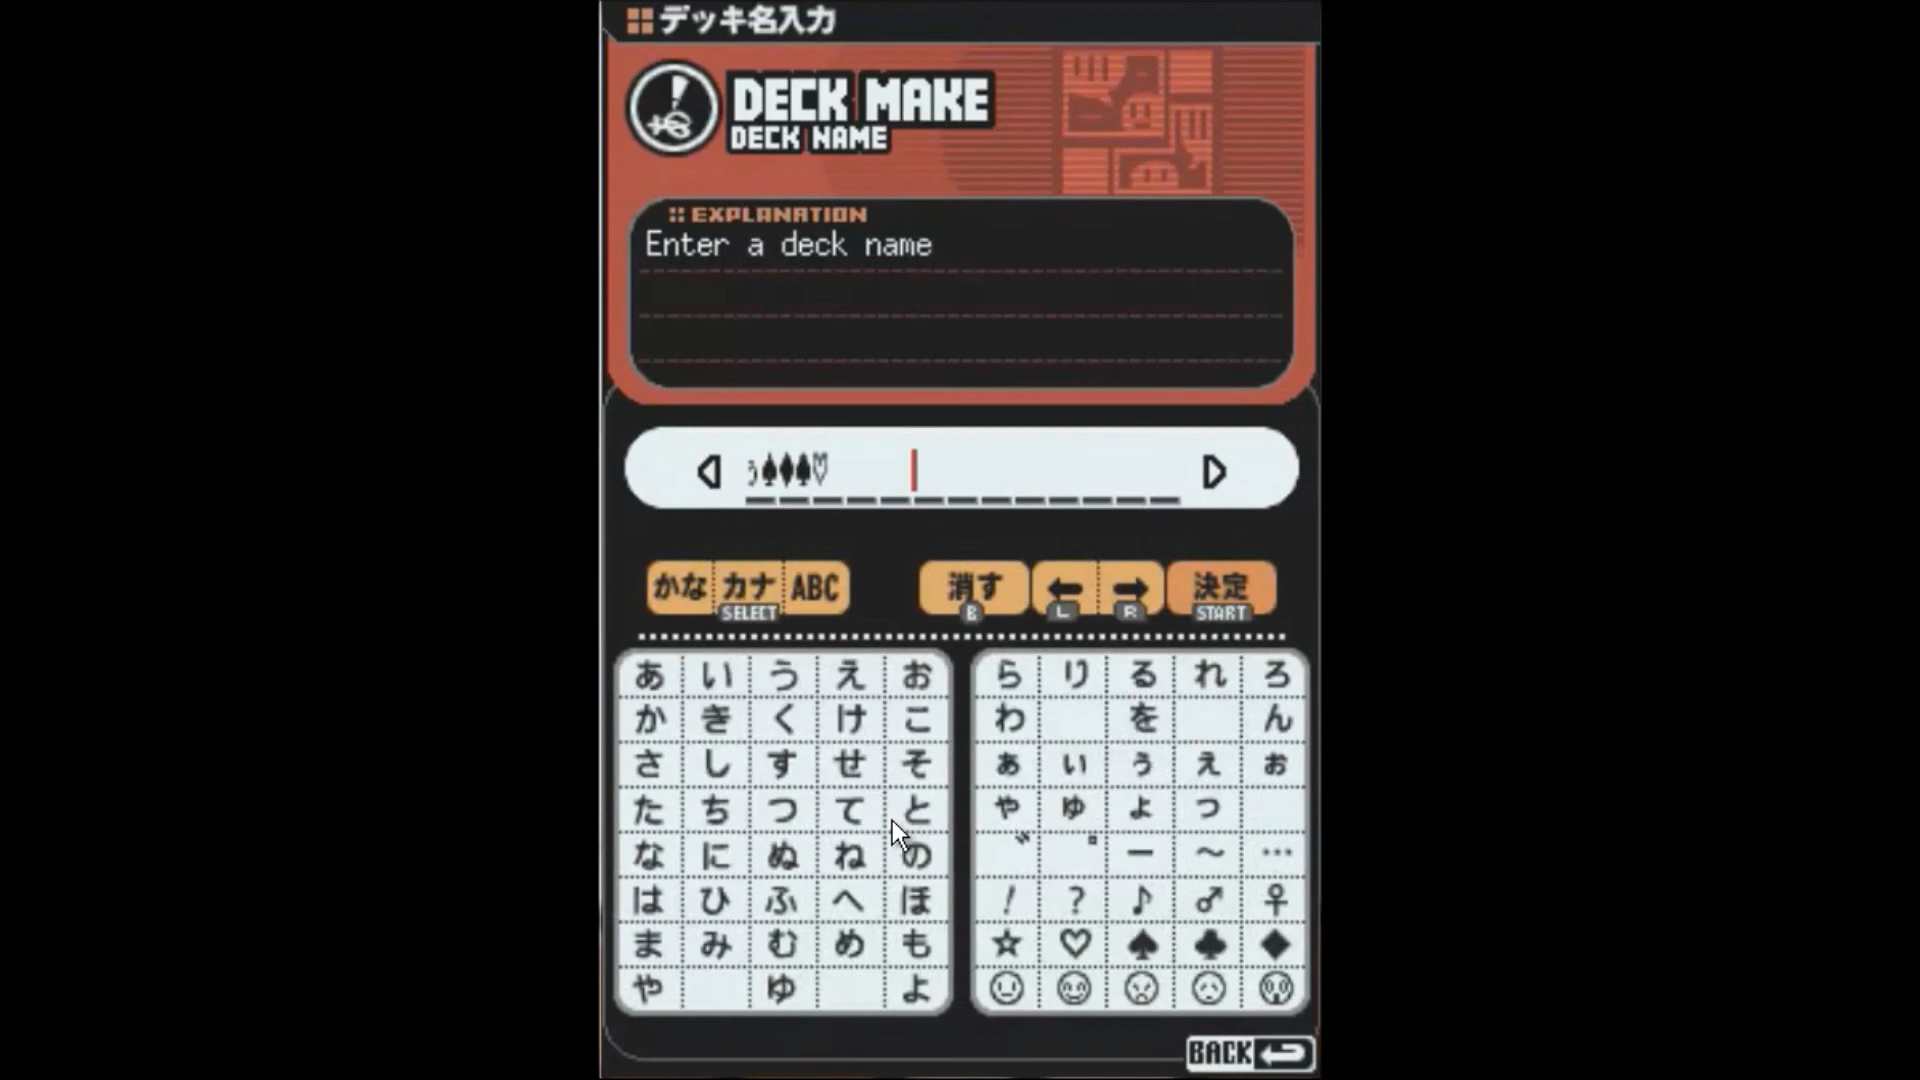 デッキ名入力
DECK MAKE
DECK NAME
EXPLANATION
Enter a deck name
ぅ♠♦♠♡
かな カナ ABC 消す ← → 決定
SELECT B L R START
あ い う え お ら り る れ ろ
か き く け こ わ を ん
さ し す せ そ ぁ ぃ ぅ ぇ ぉ
た ち つ て と ゃ ゅ ょ っ
な に ぬ ね の ゛ ゜ ー ～ …
は ひ ふ へ ほ ! ? ♪ ♂ ♀
ま み む め も ☆ ♡ ♠ ♣ ♦
や ゆ よ
BACK